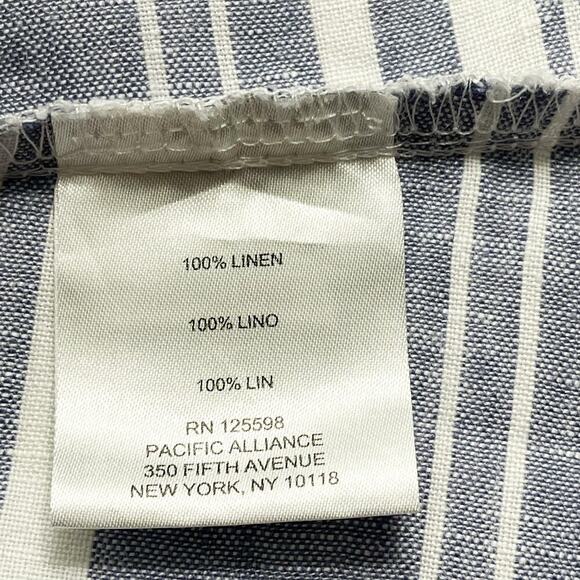 100% LINEN
100% LINO
100% LIN
RN 125598
PACIFIC ALLIANCE
350 FIFTH AVENUE
NEW YORK, NY 10118